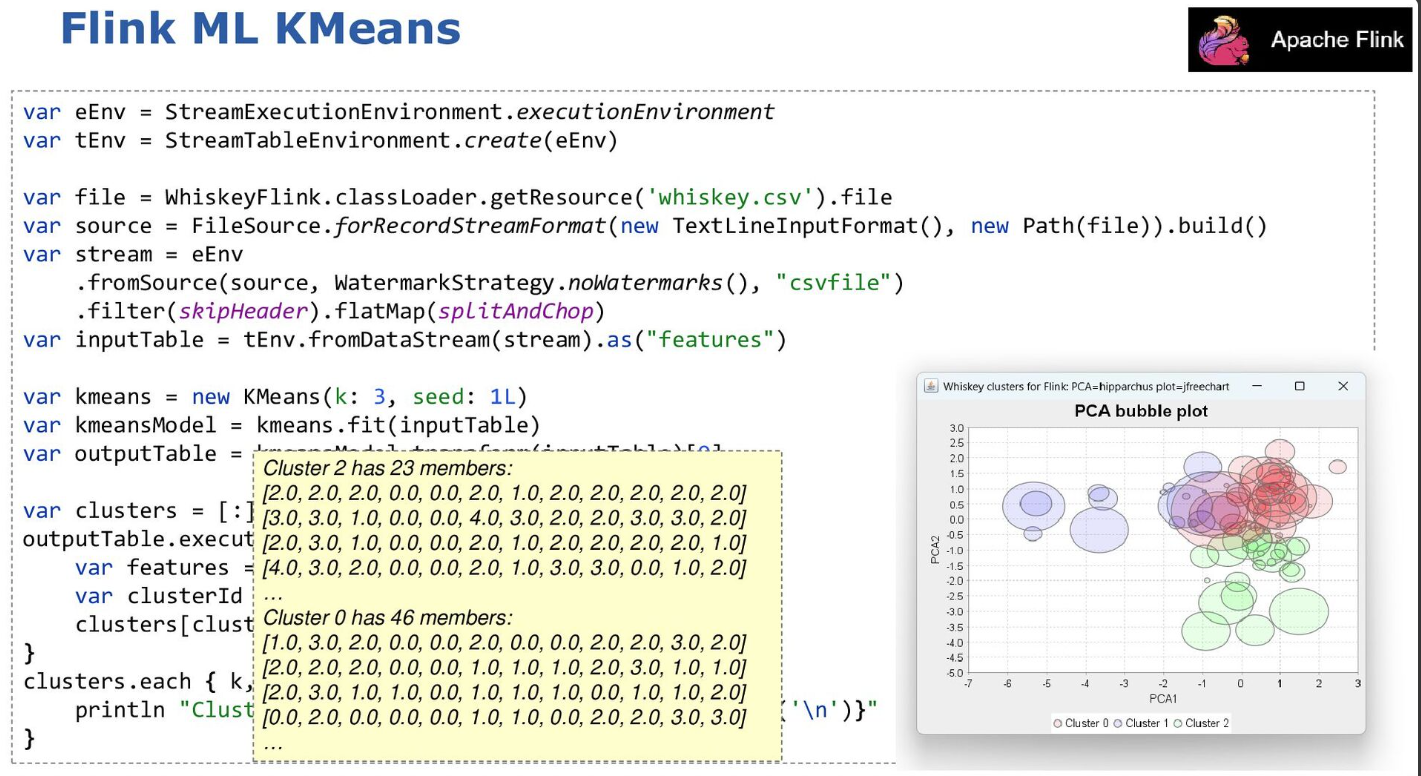 Flink ML KMeans
Apache Flink
var eEnv = StreamExecutionEnvironment.executionEnvironment
var tEnv = StreamTableEnvironment.create(eEnv)
var file = WhiskeyFlink.classLoader.getResource('whiskey.csv').file
var source = FileSource.forRecordStreamFormat(new TextLineInputFormat(), new Path(file)).build()
var stream = eEnv
.fromSource(source, WatermarkStrategy.noWatermarks(), "csvfile")
.filter(skipHeader).flatMap(splitAndChop)
var inputTable = tEnv.fromDataStream(stream).as("features")
var kmeans = new KMeans(k: 3, seed: 1L)
var kmeansModel = kmeans.fit(inputTable)
var outputTable =
var clusters = [:]
outputTable.execut
var features =
var clusterId
clusters[clust
}
clusters.each { k,
println "Clust
('\n')}"
}
Cluster 2 has 23 members:
[2.0, 2.0, 2.0, 0.0, 0.0, 2.0, 1.0, 2.0, 2.0, 2.0, 2.0, 2.0]
[3.0, 3.0, 1.0, 0.0, 0.0, 4.0, 3.0, 2.0, 2.0, 3.0, 3.0, 2.0]
[2.0, 3.0, 1.0, 0.0, 0.0, 2.0, 1.0, 2.0, 2.0, 2.0, 2.0, 1.0]
[4.0, 3.0, 2.0, 0.0, 0.0, 2.0, 1.0, 3.0, 3.0, 0.0, 1.0, 2.0]
…
Cluster 0 has 46 members:
[1.0, 3.0, 2.0, 0.0, 0.0, 2.0, 0.0, 0.0, 2.0, 2.0, 3.0, 2.0]
[2.0, 2.0, 2.0, 0.0, 0.0, 1.0, 1.0, 1.0, 2.0, 3.0, 1.0, 1.0]
[2.0, 3.0, 1.0, 1.0, 0.0, 1.0, 1.0, 1.0, 0.0, 1.0, 1.0, 2.0]
[0.0, 2.0, 0.0, 0.0, 0.0, 1.0, 1.0, 0.0, 2.0, 2.0, 3.0, 3.0]
…
Whiskey clusters for Flink: PCA=hipparchus plot=jfreechart
PCA bubble plot
3.0
2.5
2.0
1.5
1.0
0.5
0.0
-0.5
-1.0
-1.5
-2.0
-2.5
-3.0
-3.5
-4.0
-4.5
-5.0
PCA2
-7 -6 -5 -4 -3 -2 -1 0 1 2 3
PCA1
Cluster 0 Cluster 1 Cluster 2